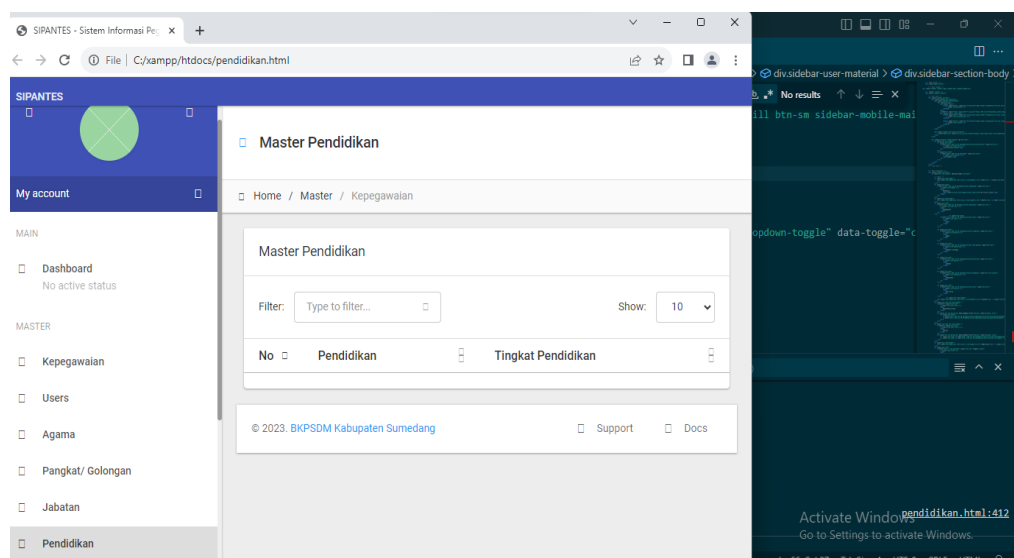 SIPANTES - Sistem Informasi Peg
File
C:/xampp/htdocs/pendidikan.html
SIPANTES
My account
MAIN
Dashboard
No active status
MASTER
Kepegawaian
Users
Agama
Pangkat/ Golongan
Jabatan
Pendidikan
Master Pendidikan
Home / Master / Kepegawaian
Master Pendidikan
Filter: Type to filter... Show: 10
No Pendidikan Tingkat Pendidikan
© 2023. BKPSDM Kabupaten Sumedang Support Docs
div.sidebar-user-material > div.sidebar-section-body
No results
ill btn-sm sidebar-mobile-mai
opdown-toggle" data-toggle="c
pendidikan.html:412
Activate Windows
Go to Settings to activate Windows.